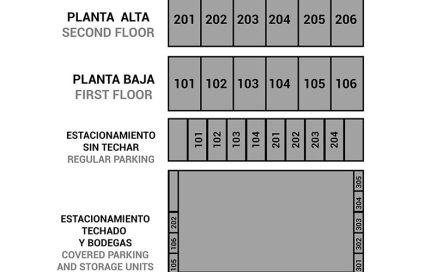 PLANTA ALTA 201 202 203 204 205 206
SECOND FLOOR
PLANTA BAJA 101 102 103 104 105 106
FIRST FLOOR
ESTACIONAMIENTO
SIN TECHAR
REGULAR PARKING
101 102 103 104 201 202 203 204
ESTACIONAMIENTO
TECHADO
Y BODEGAS
COVERED PARKING
AND STORAGE UNITS
202
106
105
305
304
303
302
301